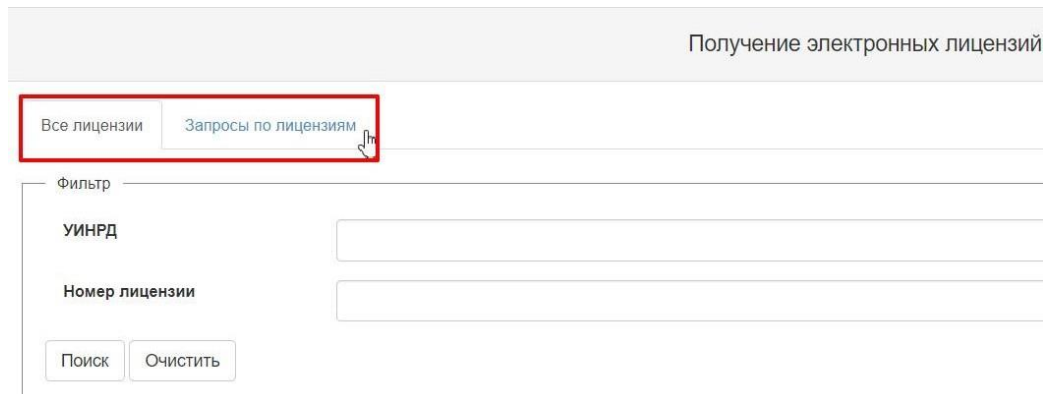 Получение электронных лицензий
Все лицензии Запросы по лицензиям
Фильтр
УИНРД
Номер лицензии
Поиск Очистить